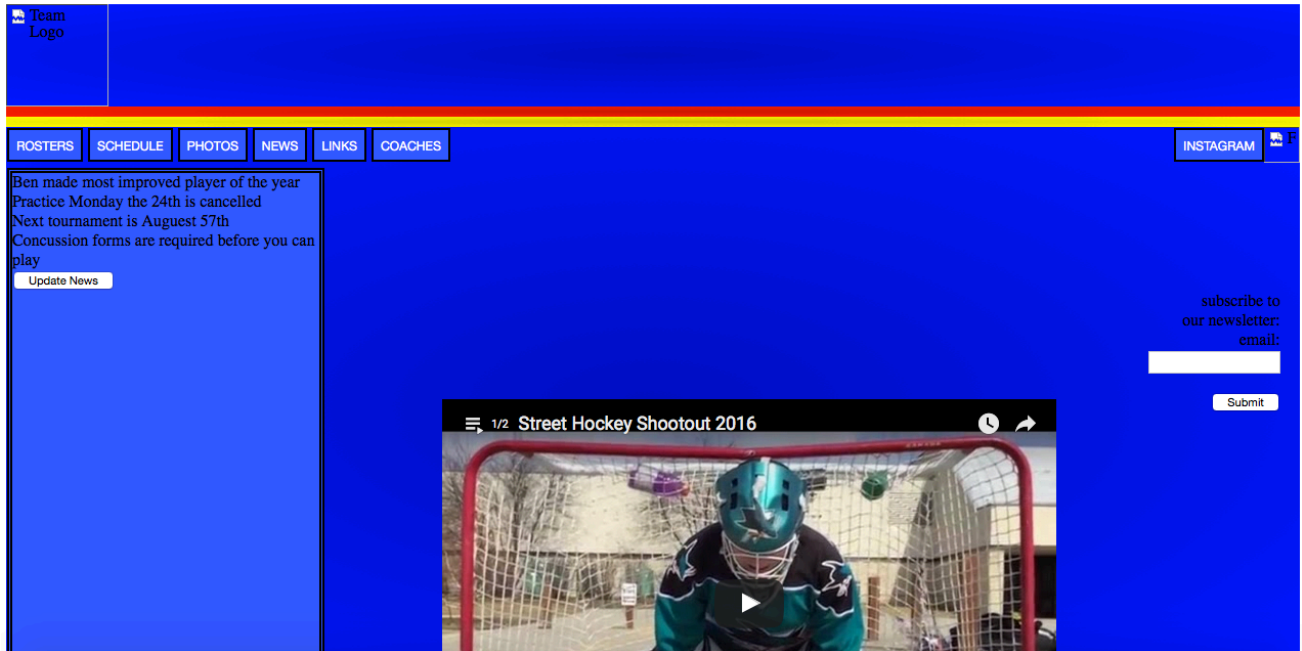 Team
Logo
ROSTERS SCHEDULE PHOTOS NEWS LINKS COACHES INSTAGRAM F
Ben made most improved player of the year
Practice Monday the 24th is cancelled
Next tournament is Auguest 57th
Concussion forms are required before you can
play
Update News
subscribe to
our newsletter:
email:
Submit
1/2 Street Hockey Shootout 2016